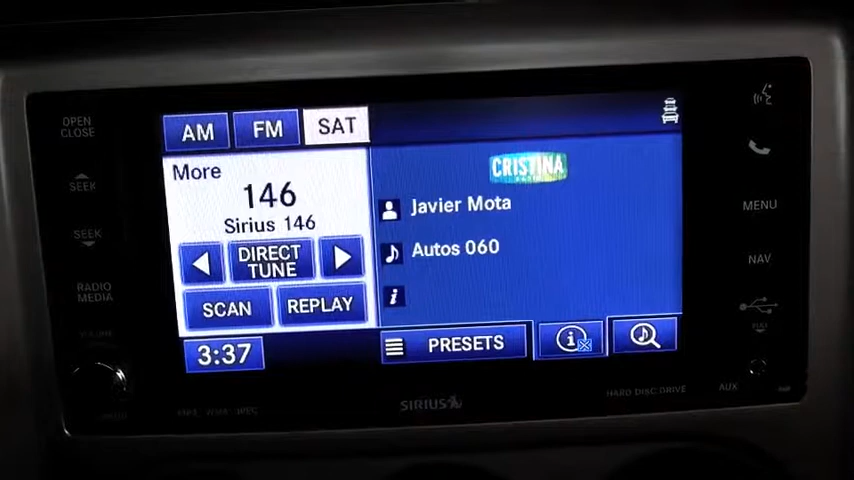 OPEN
CLOSE
SEEK
SEEK
RADIO
MEDIA
VOLUME
AM
FM
SAT
More
146
Sirius 146
DIRECT
TUNE
SCAN
REPLAY
3:37
CRISTINA
Javier Mota
Autos 060
i
PRESETS
i
MENU
NAV
AUX
SIRIUS
HARD DISC DRIVE